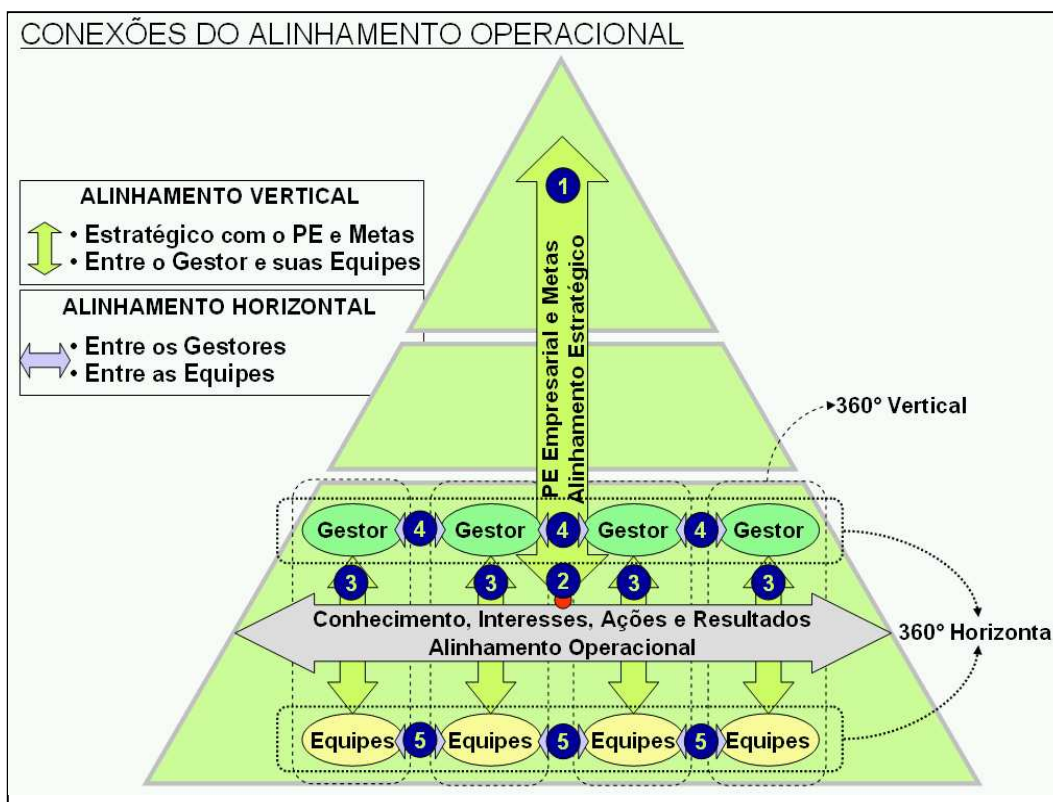 CONEXÕES DO ALINHAMENTO OPERACIONAL
ALINHAMENTO VERTICAL
• Estratégico com o PE e Metas
• Entre o Gestor e suas Equipes
ALINHAMENTO HORIZONTAL
• Entre os Gestores
• Entre as Equipes
1
PE Empresarial e Metas
Alinhamento Estratégico
360° Vertical
Gestor 4 Gestor 4 Gestor 4 Gestor
3 3 2 3 3
Conhecimento, Interesses, Ações e Resultados
Alinhamento Operacional
360° Horizonta
Equipes 5 Equipes 5 Equipes 5 Equipes